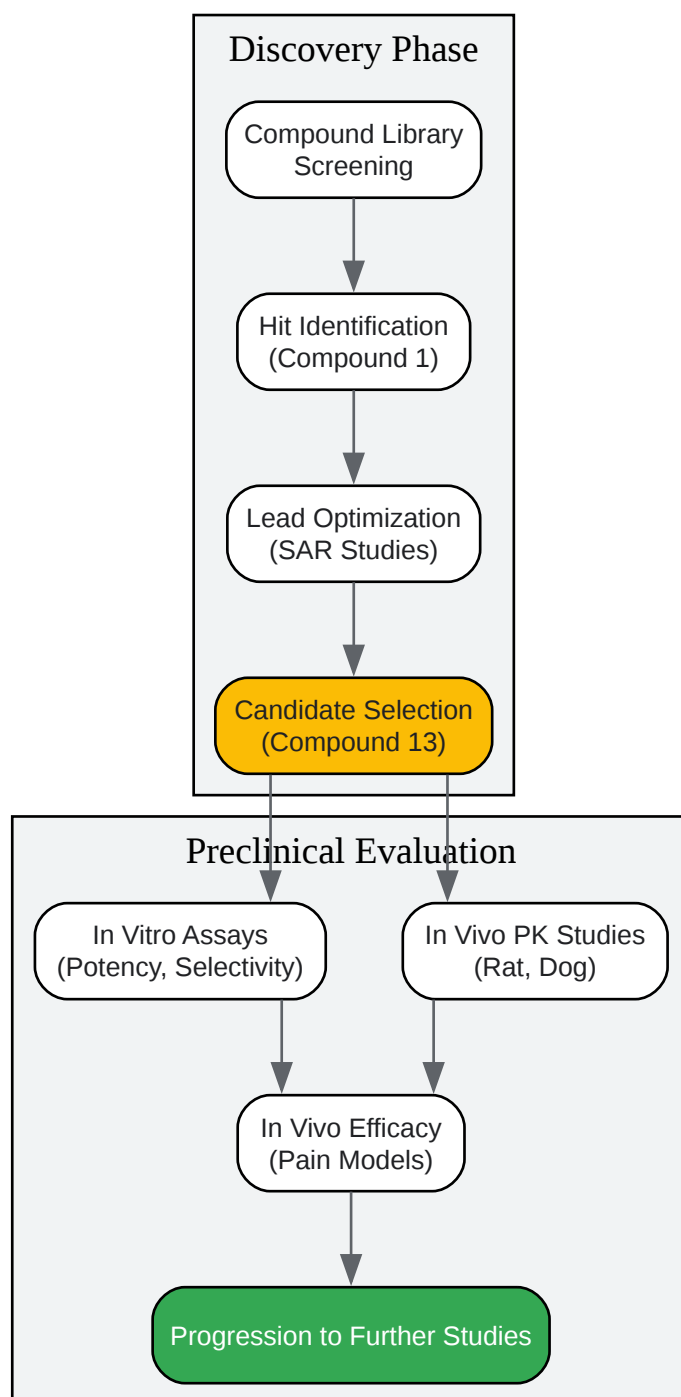 Discovery Phase
Compound Library
Screening
Hit Identification
(Compound 1)
Lead Optimization
(SAR Studies)
Candidate Selection
(Compound 13)
Preclinical Evaluation
In Vitro Assays
(Potency, Selectivity)
In Vivo PK Studies
(Rat, Dog)
In Vivo Efficacy
(Pain Models)
Progression to Further Studies